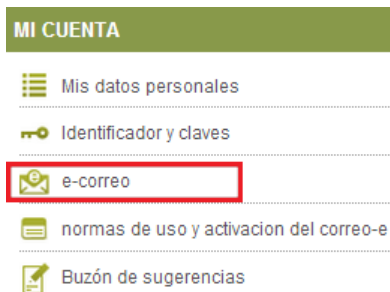 MI CUENTA
Mis datos personales
Identificador y claves
e-correo
normas de uso y activacion del correo-e
Buzón de sugerencias